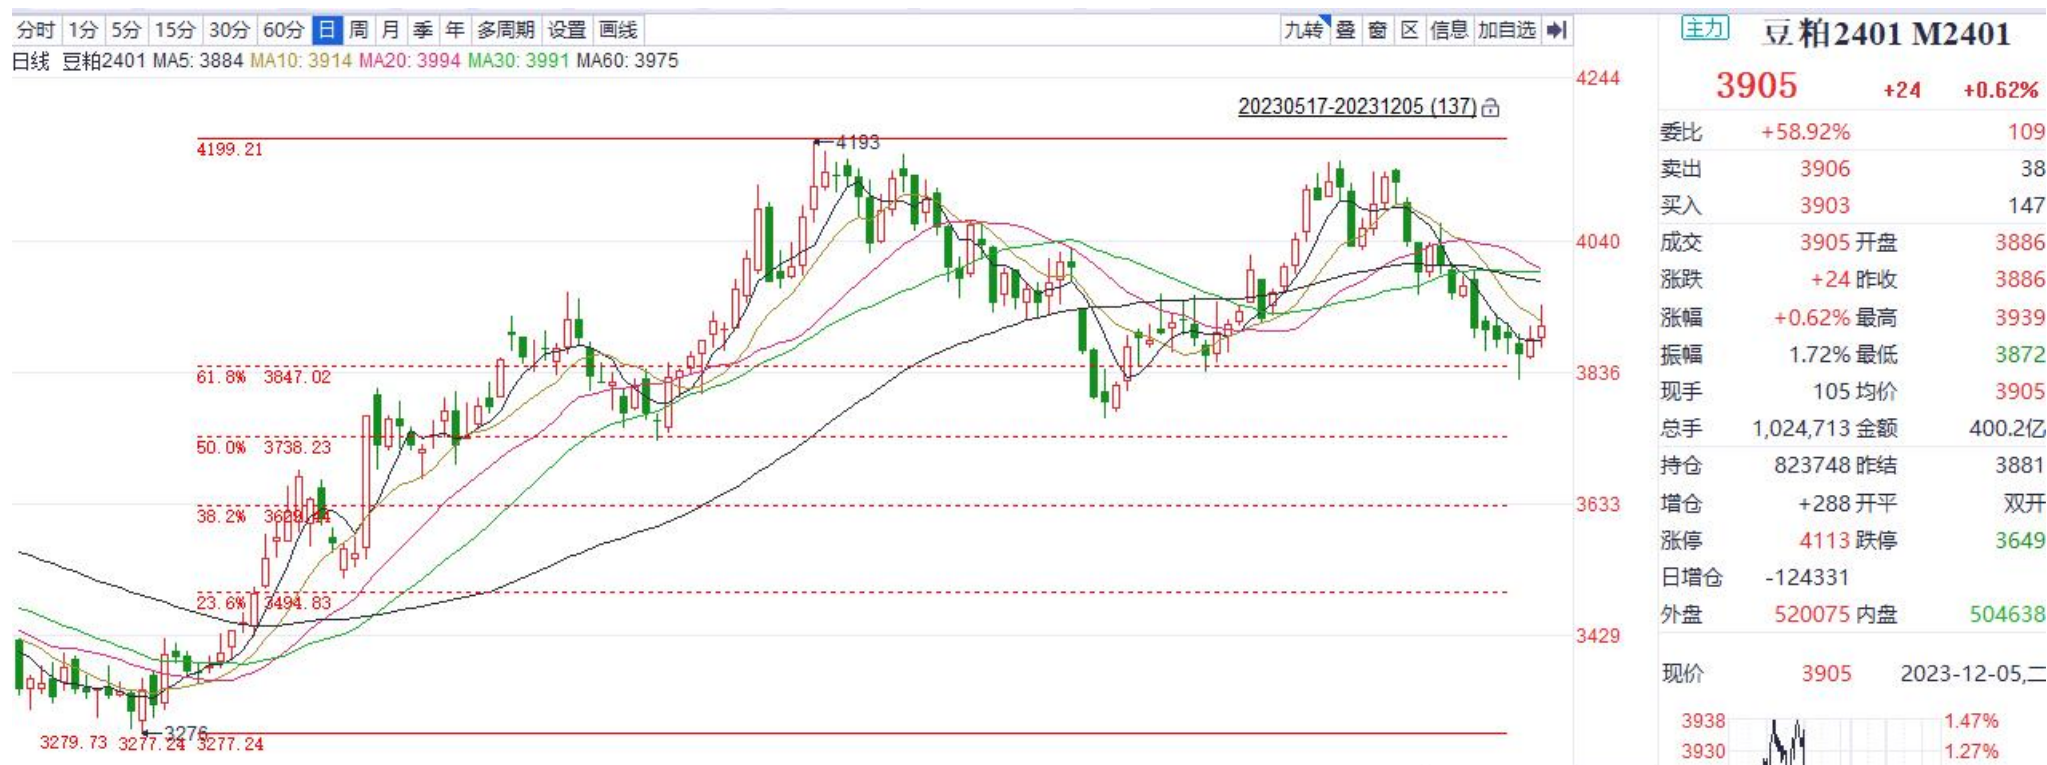 分时 1分 5分 15分 30分 60分 日 周 月 季 年 多周期 设置 画线
九转 叠 窗 区 信息 加自选
日线 豆粕2401 MA5: 3884 MA10: 3914 MA20: 3994 MA30: 3991 MA60: 3975
20230517-20231205 (137)
4199.21
4193
61.8% 3847.02
50.0% 3738.23
38.2%
23.6% 3494.83
3276
3279.73 3277.24 3277.24
4244
4040
3836
3633
3429
主力 豆粕2401 M2401
3905 +24 +0.62%
委比 +58.92% 109
卖出 3906 38
买入 3903 147
成交 3905 开盘 3886
涨跌 +24 昨收 3886
涨幅 +0.62% 最高 3939
振幅 1.72% 最低 3872
现手 105 均价 3905
总手 1,024,713 金额 400.2亿
持仓 823748 昨结 3881
增仓 +288 开平 双开
涨停 4113 跌停 3649
日增仓 -124331
外盘 520075 内盘 504638
现价 3905 2023-12-05,二
3938 1.47%
3930 1.27%